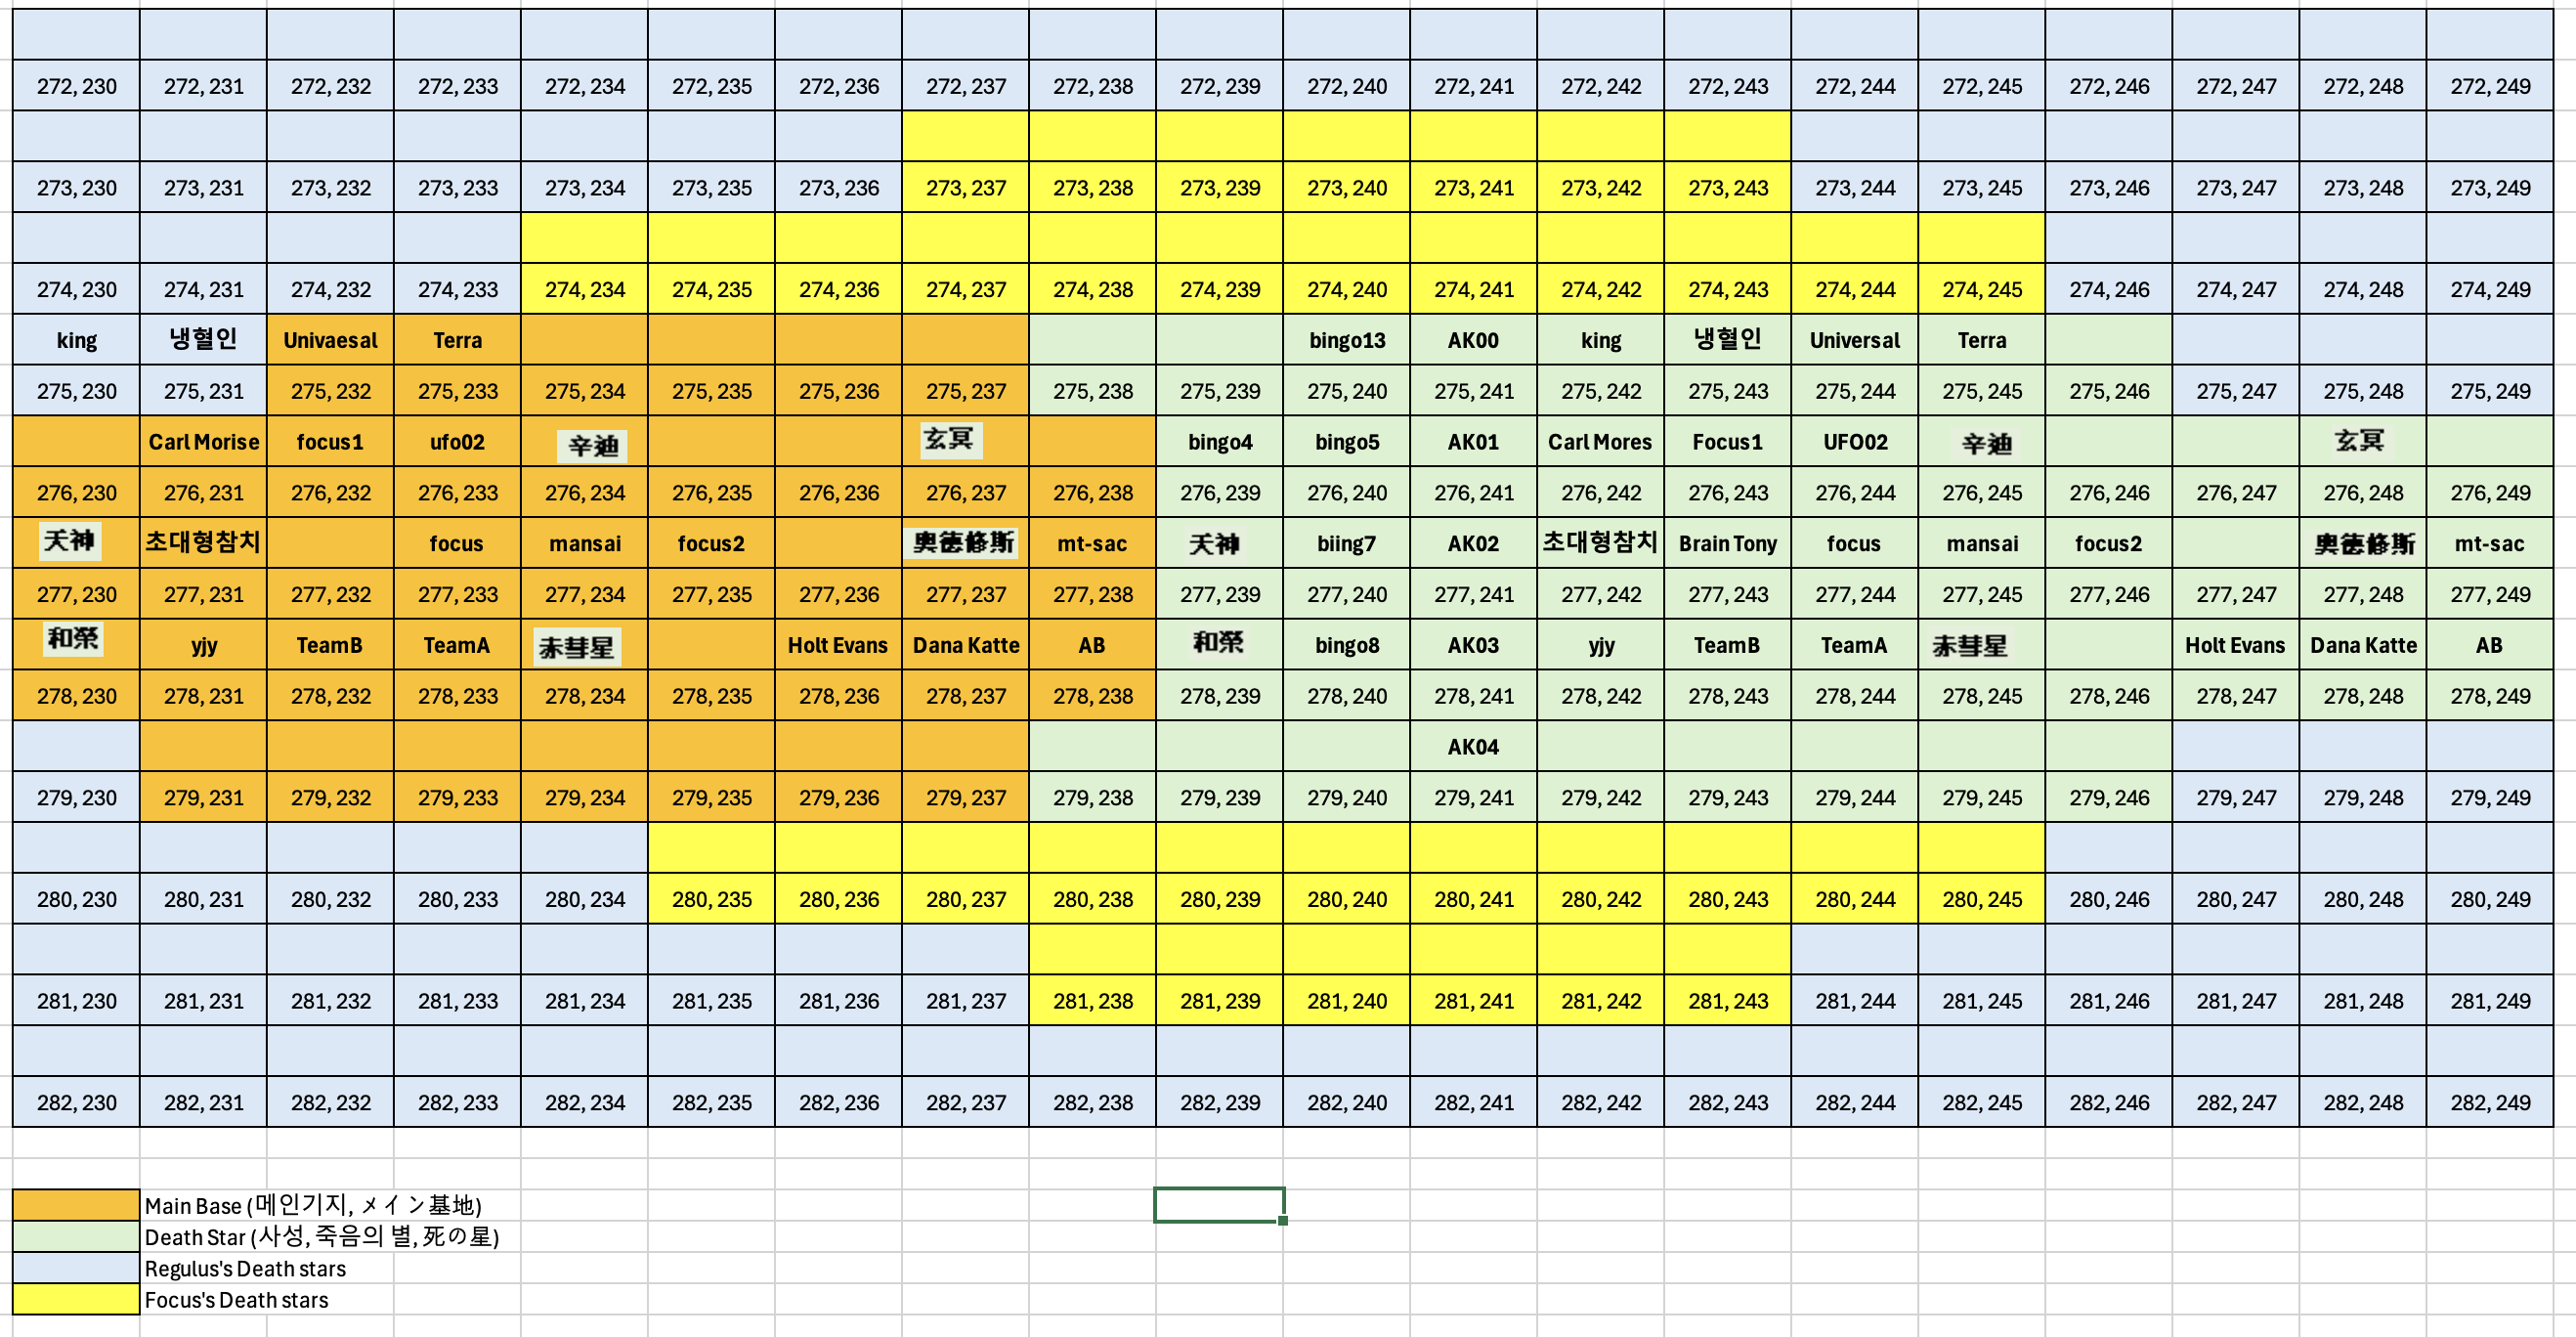 272, 230 272, 231 272, 232 272, 233 272, 234 272, 235 272, 236 272, 237 272, 238 272, 239 272, 240 272, 241 272, 242 272, 243 272, 244 272, 245 272, 246 272, 247 272, 248 272, 249
273, 230 273, 231 273, 232 273, 233 273, 234 273, 235 273, 236 273, 237 273, 238 273, 239 273, 240 273, 241 273, 242 273, 243 273, 244 273, 245 273, 246 273, 247 273, 248 273, 249
274, 230 274, 231 274, 232 274, 233 274, 234 274, 235 274, 236 274, 237 274, 238 274, 239 274, 240 274, 241 274, 242 274, 243 274, 244 274, 245 274, 246 274, 247 274, 248 274, 249
king 냉혈인 Univaesal Terra bingo13 AK00 king 냉혈인 Universal Terra
275, 230 275, 231 275, 232 275, 233 275, 234 275, 235 275, 236 275, 237 275, 238 275, 239 275, 240 275, 241 275, 242 275, 243 275, 244 275, 245 275, 246 275, 247 275, 248 275, 249
Carl Morise focus1 ufo02 辛迪 玄冥 bingo4 bingo5 AK01 Carl Mores Focus1 UFO02 辛迪 玄冥
276, 230 276, 231 276, 232 276, 233 276, 234 276, 235 276, 236 276, 237 276, 238 276, 239 276, 240 276, 241 276, 242 276, 243 276, 244 276, 245 276, 246 276, 247 276, 248 276, 249
天神 초대형참치 focus mansai focus2 奥德修斯 mt-sac 天神 biing7 AK02 초대형참치 Brain Tony focus mansai focus2 奥德修斯 mt-sac
277, 230 277, 231 277, 232 277, 233 277, 234 277, 235 277, 236 277, 237 277, 238 277, 239 277, 240 277, 241 277, 242 277, 243 277, 244 277, 245 277, 246 277, 247 277, 248 277, 249
和榮 yjy TeamB TeamA 赤彗星 Holt Evans Dana Katte AB 和榮 bingo8 AK03 yjy TeamB TeamA 赤彗星 Holt Evans Dana Katte AB
278, 230 278, 231 278, 232 278, 233 278, 234 278, 235 278, 236 278, 237 278, 238 278, 239 278, 240 278, 241 278, 242 278, 243 278, 244 278, 245 278, 246 278, 247 278, 248 278, 249
AK04
279, 230 279, 231 279, 232 279, 233 279, 234 279, 235 279, 236 279, 237 279, 238 279, 239 279, 240 279, 241 279, 242 279, 243 279, 244 279, 245 279, 246 279, 247 279, 248 279, 249
280, 230 280, 231 280, 232 280, 233 280, 234 280, 235 280, 236 280, 237 280, 238 280, 239 280, 240 280, 241 280, 242 280, 243 280, 244 280, 245 280, 246 280, 247 280, 248 280, 249
281, 230 281, 231 281, 232 281, 233 281, 234 281, 235 281, 236 281, 237 281, 238 281, 239 281, 240 281, 241 281, 242 281, 243 281, 244 281, 245 281, 246 281, 247 281, 248 281, 249
282, 230 282, 231 282, 232 282, 233 282, 234 282, 235 282, 236 282, 237 282, 238 282, 239 282, 240 282, 241 282, 242 282, 243 282, 244 282, 245 282, 246 282, 247 282, 248 282, 249
Main Base (메인기지, メイン基地)
Death Star (사성, 죽음의 별, 死の星)
Regulus's Death stars
Focus's Death stars